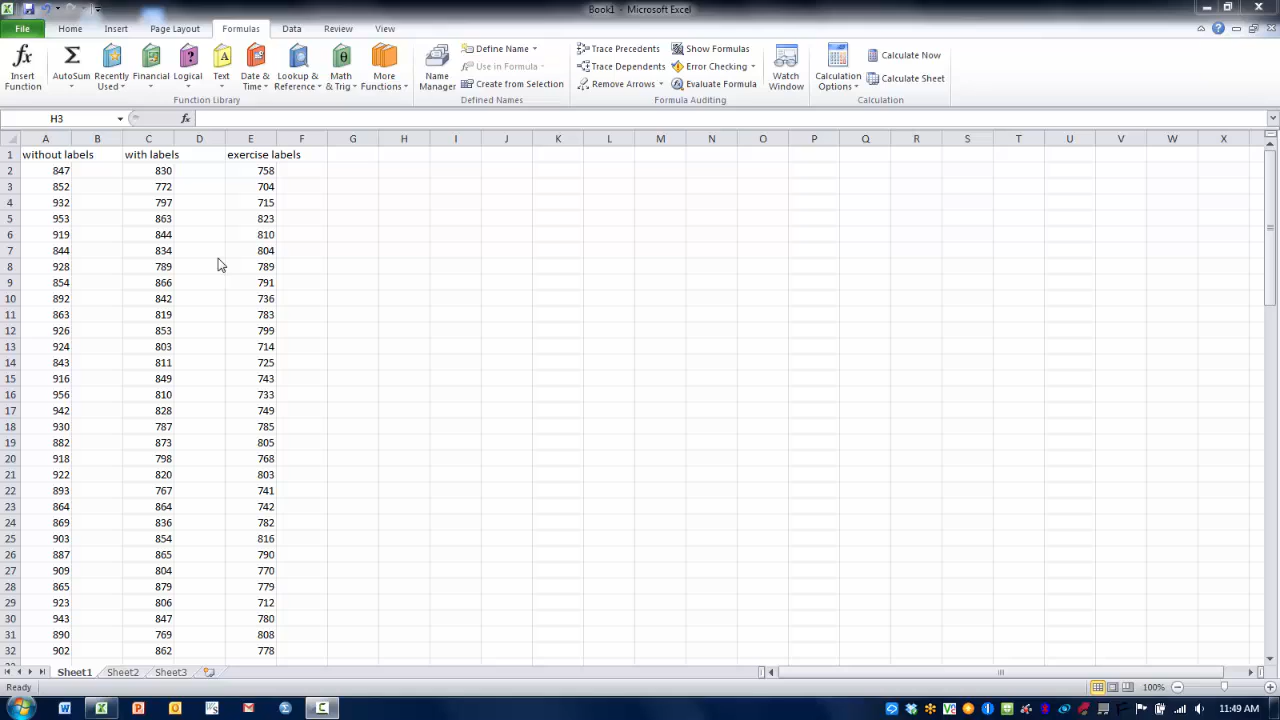 Book1 - Microsoft Excel
File Home Insert Page Layout Formulas Data Review View
Insert Function
AutoSum
Recently Used
Financial
Logical
Text
Date & Time
Lookup & Reference
Math & Trig
More Functions
Function Library
Name Manager
Define Name
Use in Formula
Create from Selection
Defined Names
Trace Precedents
Trace Dependents
Remove Arrows
Show Formulas
Error Checking
Evaluate Formula
Formula Auditing
Watch Window
Calculation Options
Calculate Now
Calculate Sheet
Calculation
H3 fx
A B C D E F G H I J K L M N O P Q R S T U V W X
1 without labels with labels exercise labels
2 847 830 758
3 852 772 704
4 932 797 715
5 953 863 823
6 919 844 810
7 844 834 804
8 928 789 789
9 854 866 791
10 892 842 736
11 863 819 783
12 926 853 799
13 924 803 714
14 843 811 725
15 916 849 743
16 956 810 733
17 942 828 749
18 930 787 785
19 882 873 805
20 918 798 768
21 922 820 803
22 893 767 741
23 864 864 742
24 869 836 782
25 903 854 816
26 887 865 790
27 909 804 770
28 865 879 779
29 923 806 712
30 943 847 780
31 890 769 808
32 902 862 778
Sheet1 Sheet2 Sheet3
Ready 100%
11:49 AM